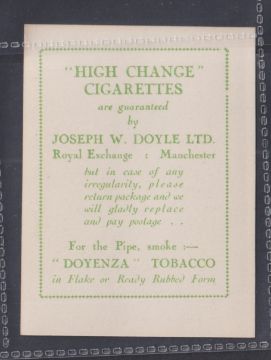 "HIGH CHANGE"
CIGARETTES
are guaranteed
by
JOSEPH W. DOYLE LTD.
Royal Exchange : Manchester
but in case of any
irregularity, please
return package and we
will gladly replace
and pay postage . .
For the Pipe, smoke :—
"DOYENZA" TOBACCO
in Flake or Ready Rubbed Form